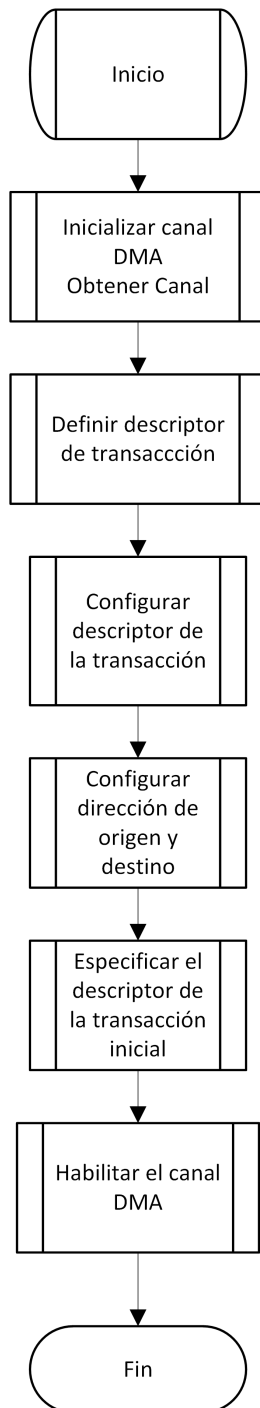 Inicio
Inicializar canal
DMA
Obtener Canal
Definir descriptor
de transaccción
Configurar
descriptor de
la transacción
Configurar
dirección de
origen y
destino
Especificar el
descriptor de
la transacción
inicial
Habilitar el canal
DMA
Fin